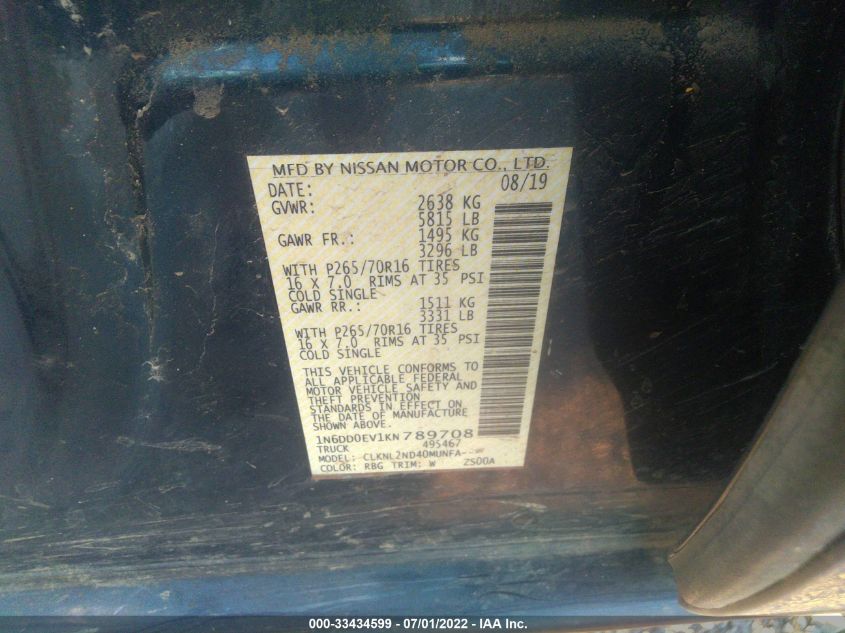 MFD BY NISSAN MOTOR CO., LTD.
DATE: 08/19
GVWR: 2638 KG
5815 LB
GAWR FR.: 1495 KG
3296 LB
WITH P265/70R16 TIRES
16 X 7.0 RIMS AT 35 PSI
COLD SINGLE
GAWR RR.: 1511 KG
3331 LB
WITH P265/70R16 TIRES
16 X 7.0 RIMS AT 35 PSI
COLD SINGLE
THIS VEHICLE CONFORMS TO
ALL APPLICABLE FEDERAL
MOTOR VEHICLE SAFETY AND
THEFT PREVENTION
STANDARDS IN EFFECT ON
THE DATE OF MANUFACTURE
SHOWN ABOVE.
1N6DD0EV1KN789708
TRUCK 495467
MODEL: CLKNL2ND40MUNFA--W
COLOR: RBG TRIM: W ZS00A
000-33434599 - 07/01/2022 - IAA Inc.